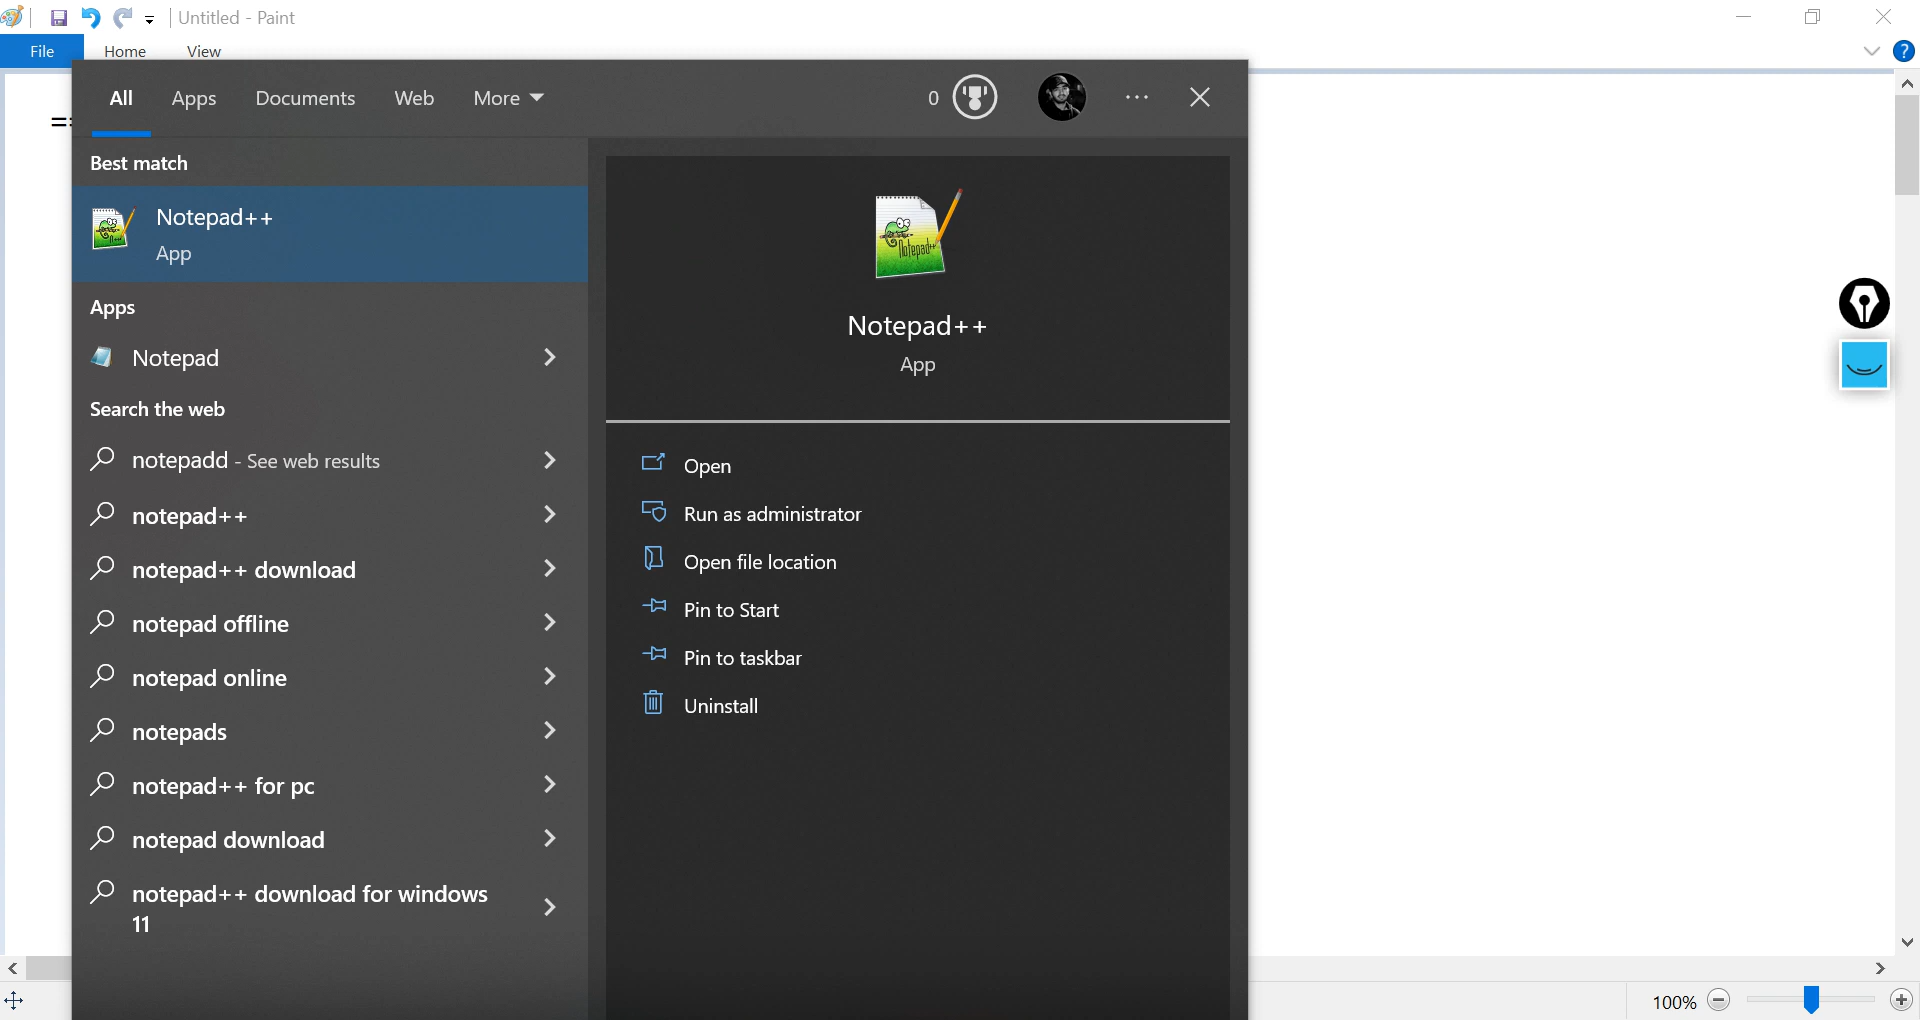 Untitled - Paint
File Home View
==
All Apps Documents Web More 0
Best match
Notepad++
App
Apps
Notepad
Search the web
notepadd - See web results
notepad++
notepad++ download
notepad offline
notepad online
notepads
notepad++ for pc
notepad download
notepad++ download for windows
11
Notepad++
Notepad++
App
Open
Run as administrator
Open file location
Pin to Start
Pin to taskbar
Uninstall
?
100%